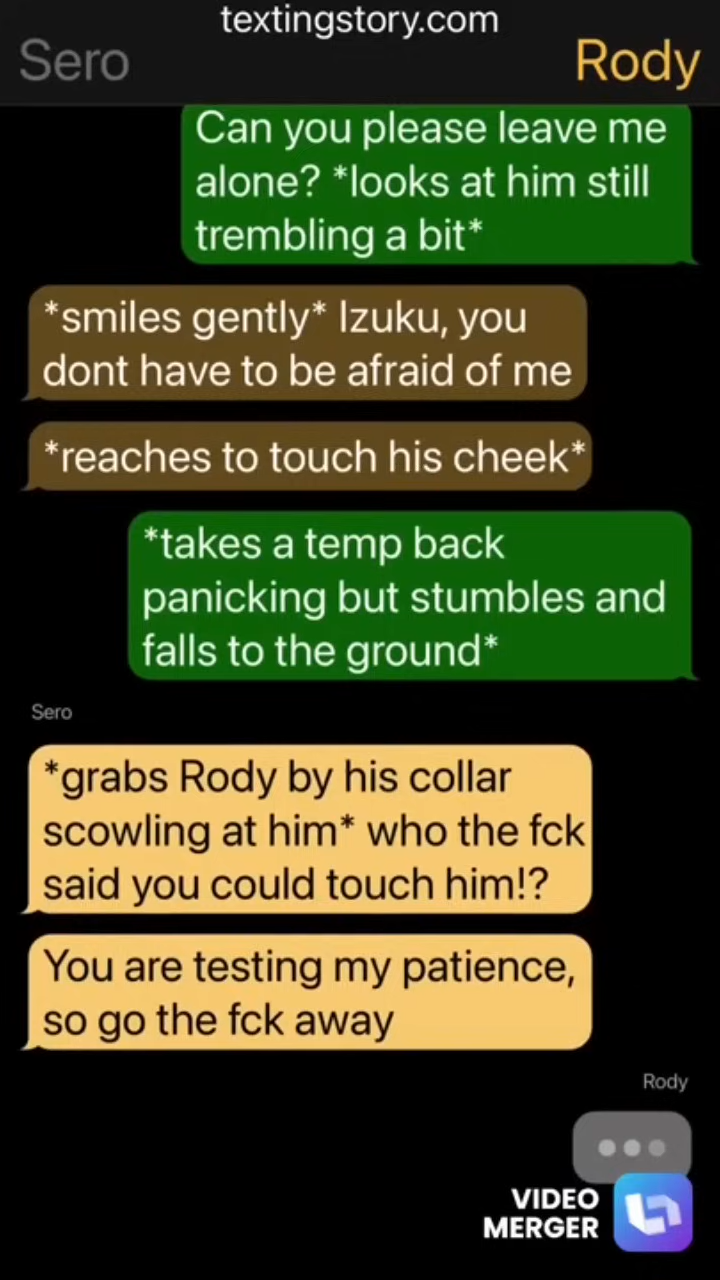 textingstory.com
Sero
Rody
Can you please leave me
alone? *looks at him still
trembling a bit*
*smiles gently* Izuku, you
dont have to be afraid of me
*reaches to touch his cheek*
*takes a temp back
panicking but stumbles and
falls to the ground*
Sero
*grabs Rody by his collar
scowling at him* who the fck
said you could touch him!?
You are testing my patience,
so go the fck away
Rody
VIDEO
MERGER